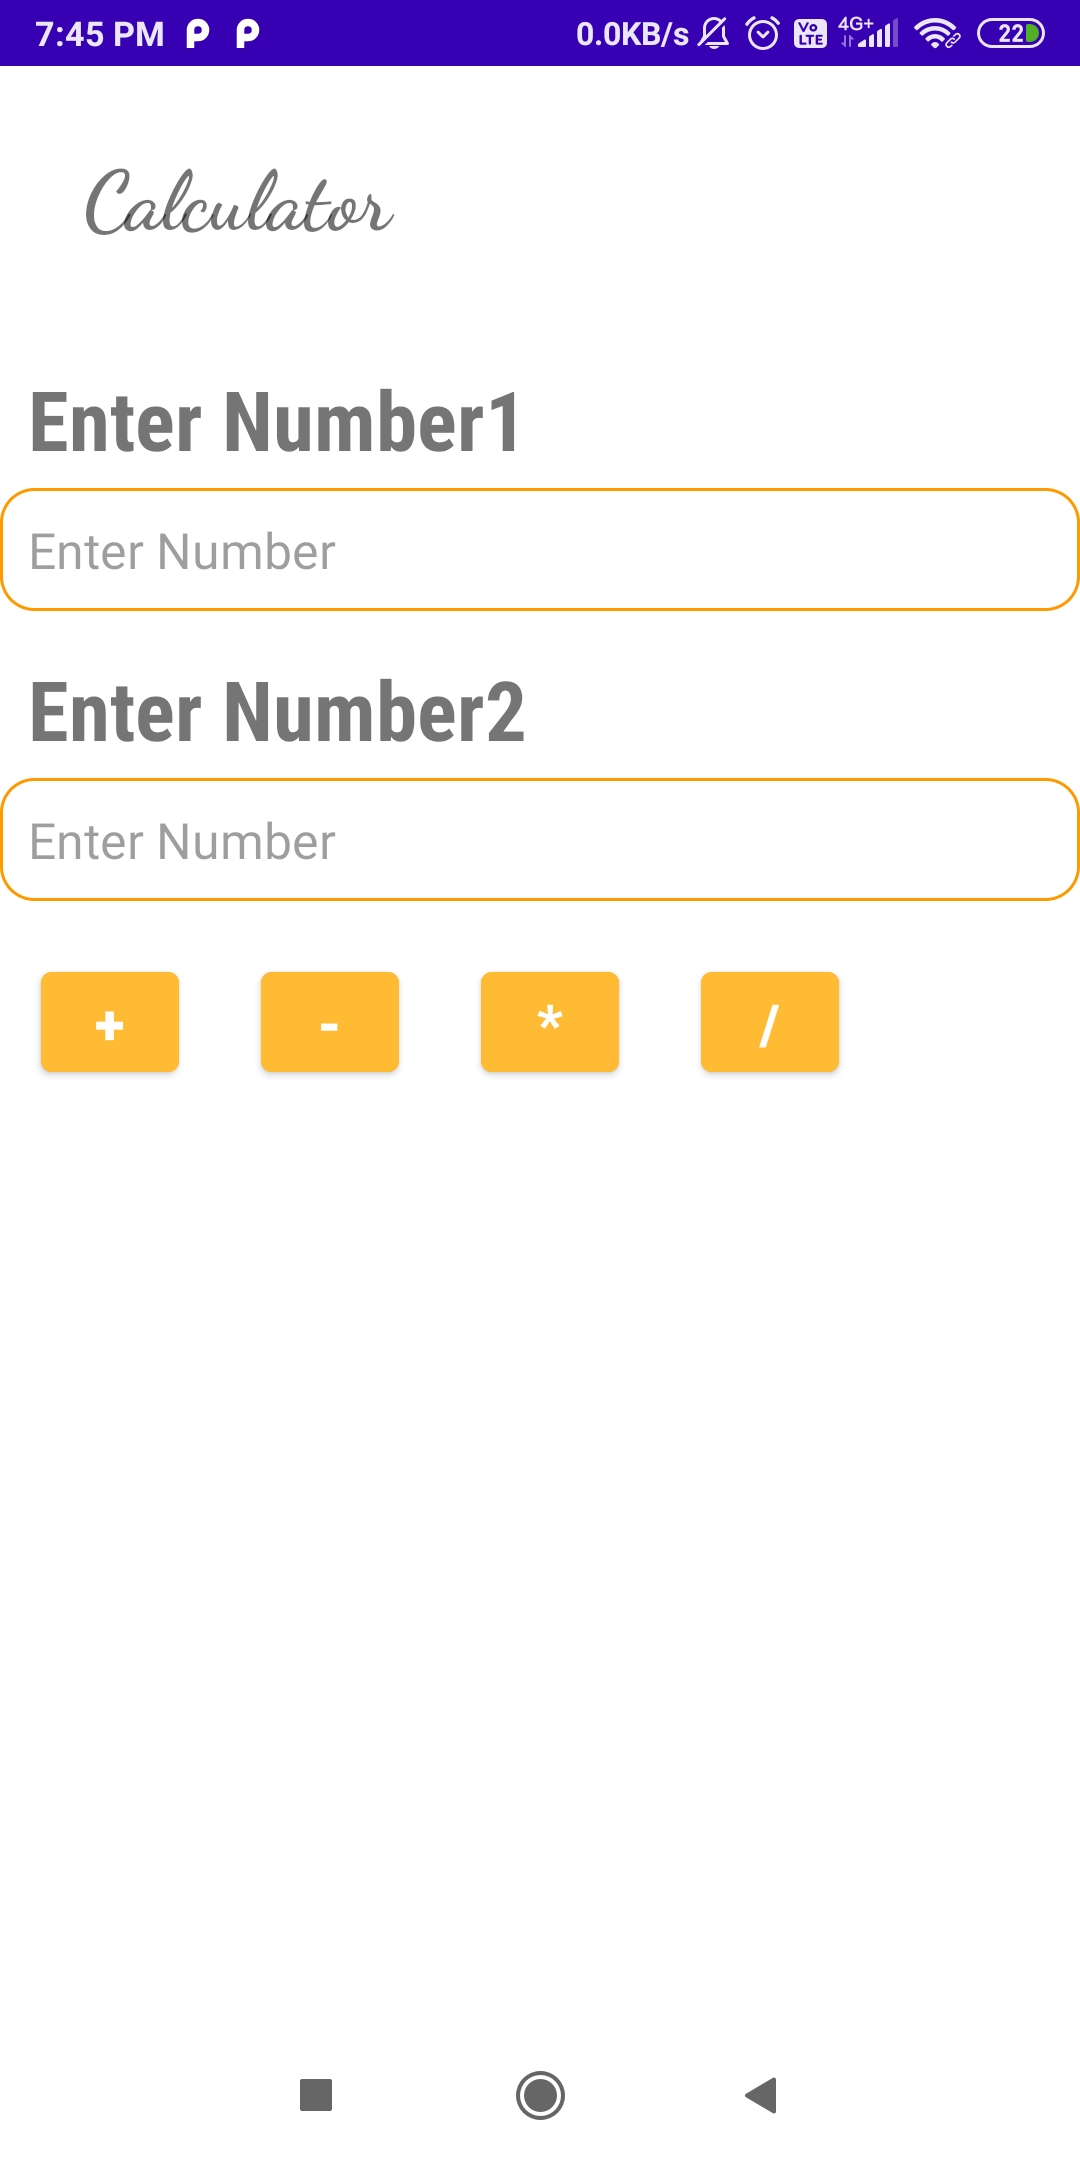 7:45 PM 0.0KB/s Vo LTE 4G+ 22
Calculator
Enter Number1
Enter Number
Enter Number2
Enter Number
+ - * /